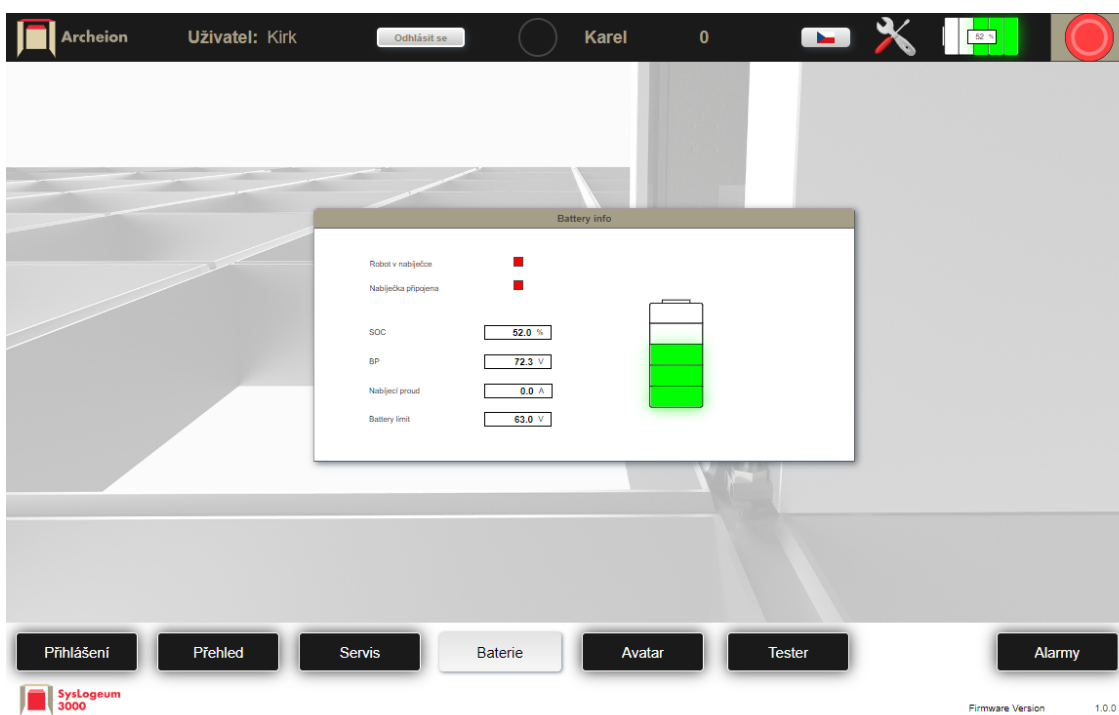 Archeion Uživatel: Kirk Odhlásit se Karel 0 52 %
Battery info
Robot v nabíječce
Nabíječka připojena
SOC 52.0 %
BP 72.3 V
Nabíjecí proud 0.0 A
Battery limit 63.0 V
Přihlášení Přehled Servis Baterie Avatar Tester Alarmy
SysLogeum
3000
Firmware Version 1.0.0